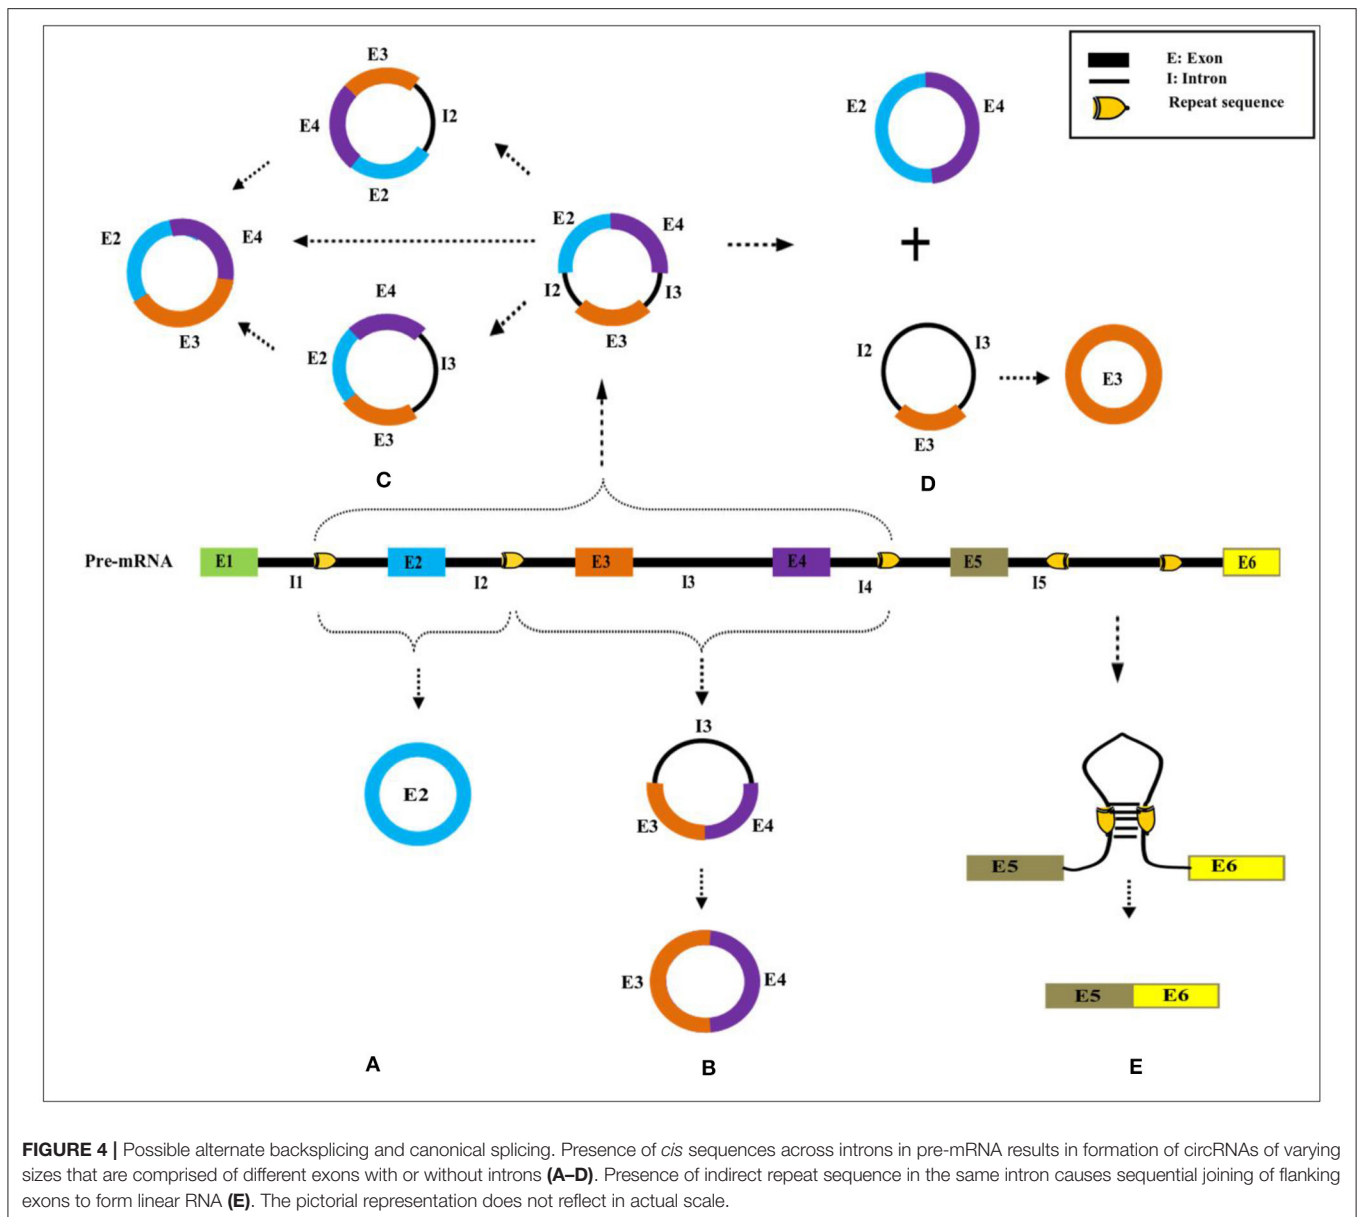 E: Exon
I: Intron
Repeat sequence
E3
I2
E4
E2
E2
E4
E3
E4
I3
E2
E3
C
E2
E4
I2
I3
E3
E2
E4
+
I2
I3
E3
E3
D
Pre-mRNA
E1
I1
E2
I2
E3
I3
E4
I4
E5
I5
E6
E2
A
I3
E3
E4
E3
E4
B
E5
E6
E5
E6
E
FIGURE 4 | Possible alternate backsplicing and canonical splicing. Presence of cis sequences across introns in pre-mRNA results in formation of circRNAs of varying
sizes that are comprised of different exons with or without introns (A–D). Presence of indirect repeat sequence in the same intron causes sequential joining of flanking
exons to form linear RNA (E). The pictorial representation does not reflect in actual scale.